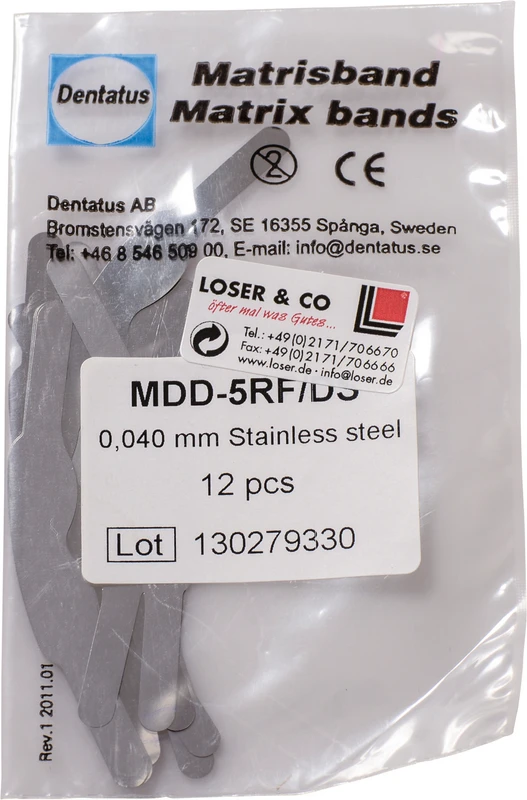 Dentatus
Matrisband
Matrix bands
2
CE
Dentatus AB
Bromstensvägen 172, SE 16355 Spånga, Sweden
Tel: +46 8 546 509 00, E-mail: info@dentatus.se
LOSER & CO
öfter mal was Gutes...
Tel.: +49(0)2171/706670
Fax: +49(0)2171/706666
www.loser.de · info@loser.de
MDD-5RF/DS
0,040 mm Stainless steel
12 pcs
Lot 130279330
Rev.1 2011.01